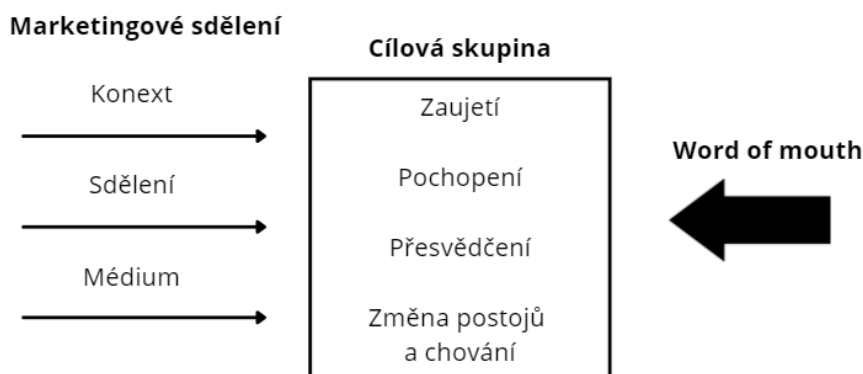 Marketingové sdělení
Cílová skupina
Konext
Zaujetí
Word of mouth
Sdělení
Pochopení
Přesvědčení
Médium
Změna postojů
a chování